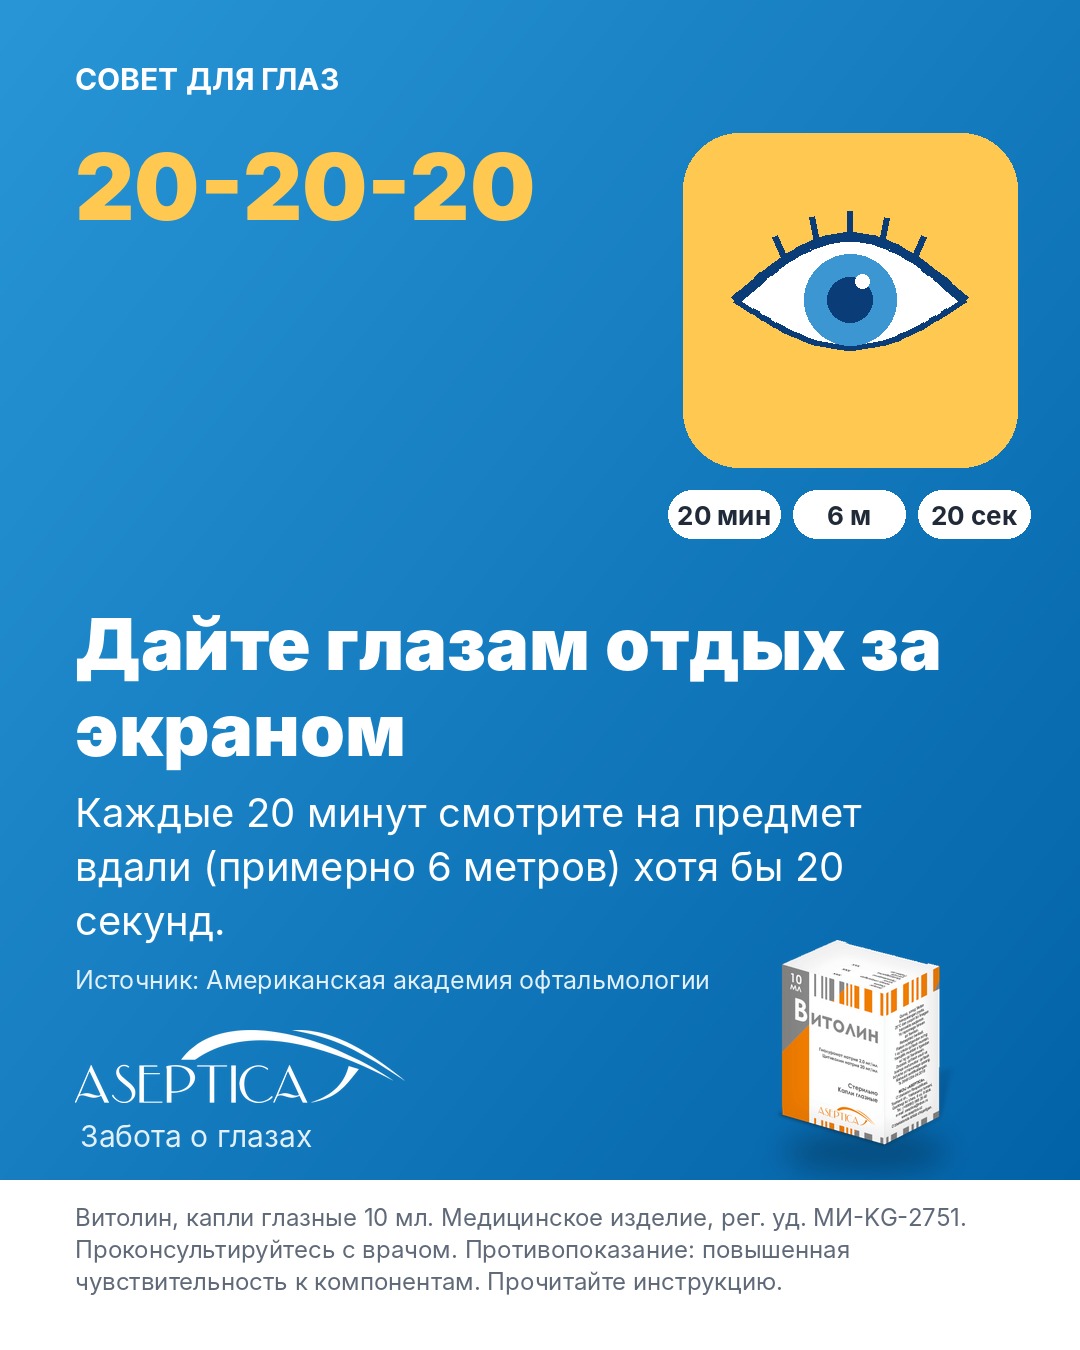 СОВЕТ ДЛЯ ГЛАЗ
20-20-20
20 мин
6 м
20 сек
Дайте глазам отдых за
экраном
Каждые 20 минут смотрите на предмет
вдали (примерно 6 метров) хотя бы 20
секунд.
Источник: Американская академия офтальмологии
ASEPTICA
Забота о глазах
10
МЛ
Витолин
Стерильно
Капли глазные
ASEPTICA
Витолин, капли глазные 10 мл. Медицинское изделие, рег. уд. МИ-KG-2751.
Проконсультируйтесь с врачом. Противопоказание: повышенная
чувствительность к компонентам. Прочитайте инструкцию.